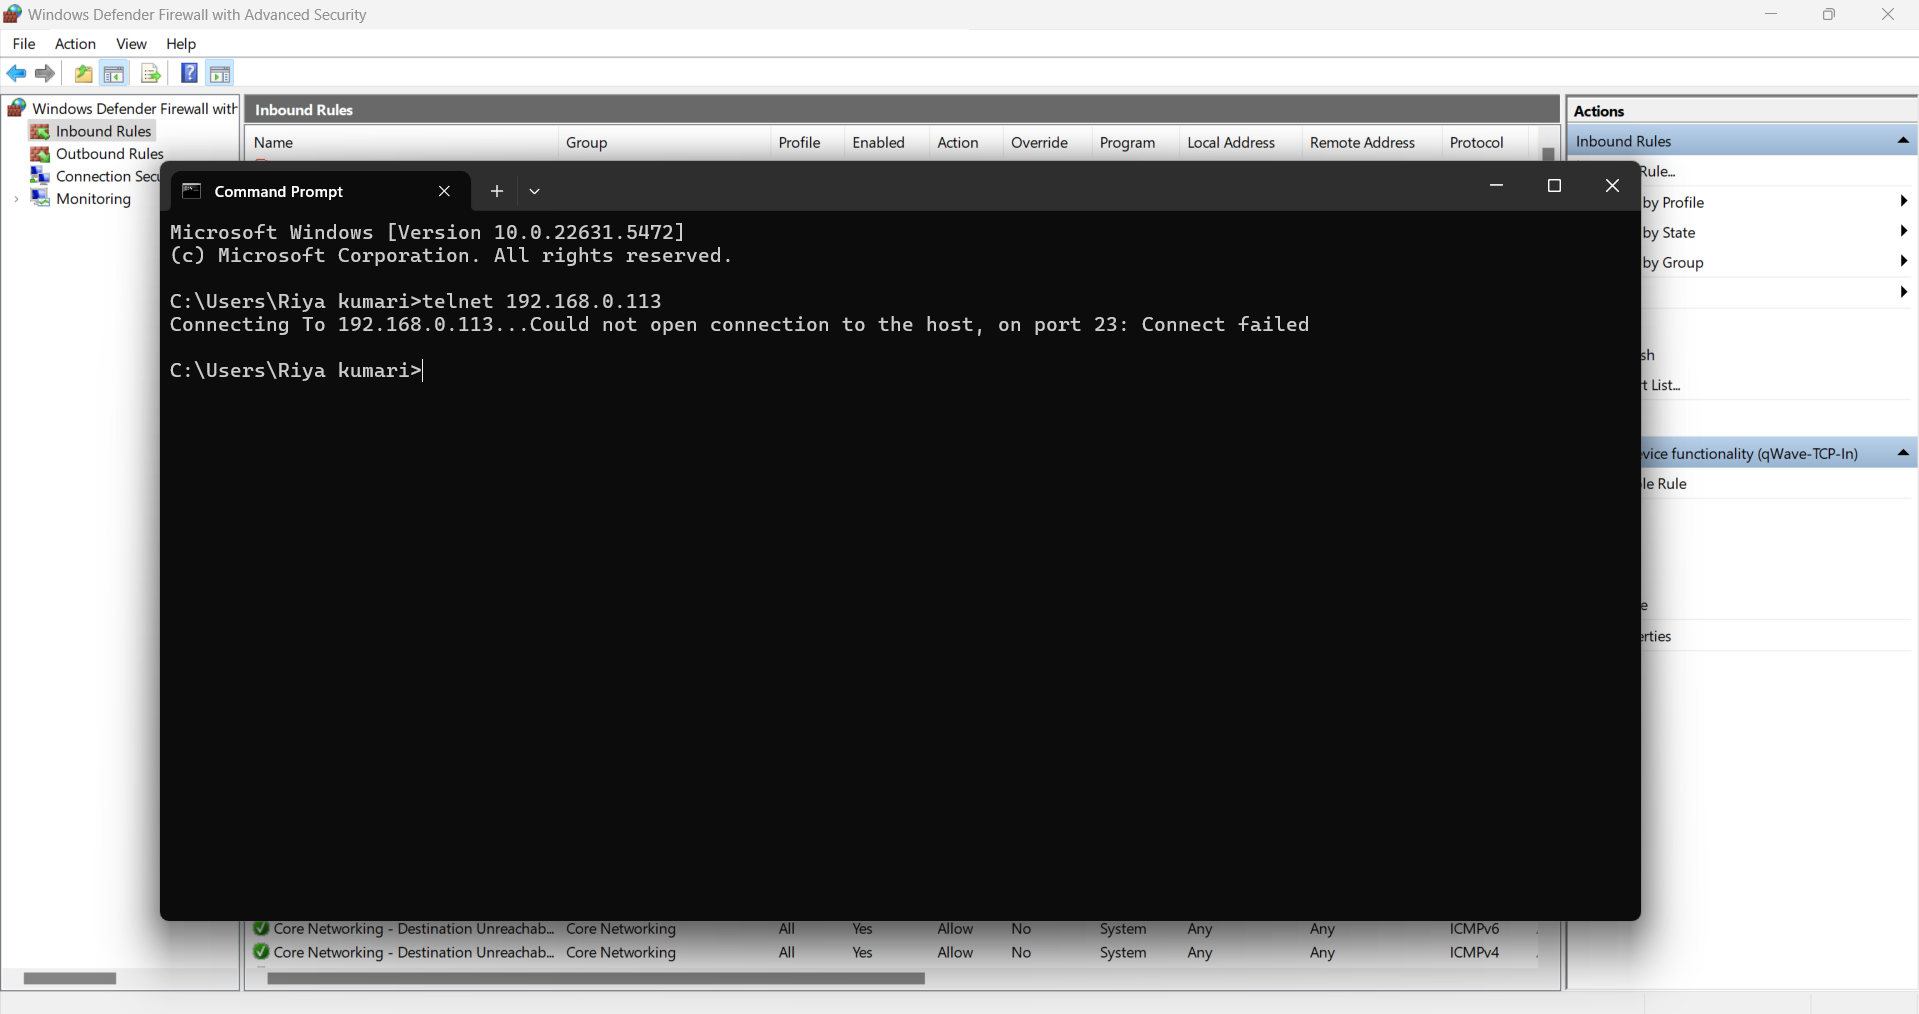 Windows Defender Firewall with Advanced Security
File Action View Help
Windows Defender Firewall with
Inbound Rules
Outbound Rules
Connection Secu
Monitoring
Inbound Rules
Name Group Profile Enabled Action Override Program Local Address Remote Address Protocol
Actions
Inbound Rules
Rule...
by Profile
by State
by Group
sh
t List...
vice functionality (qWave-TCP-In)
le Rule
e
erties
Command Prompt
Microsoft Windows [Version 10.0.22631.5472]
(c) Microsoft Corporation. All rights reserved.
C:\Users\Riya kumari>telnet 192.168.0.113
Connecting To 192.168.0.113...Could not open connection to the host, on port 23: Connect failed
C:\Users\Riya kumari>
Core Networking - Destination Unreachab... Core Networking All Yes Allow No System Any Any ICMPv6
Core Networking - Destination Unreachab... Core Networking All Yes Allow No System Any Any ICMPv4